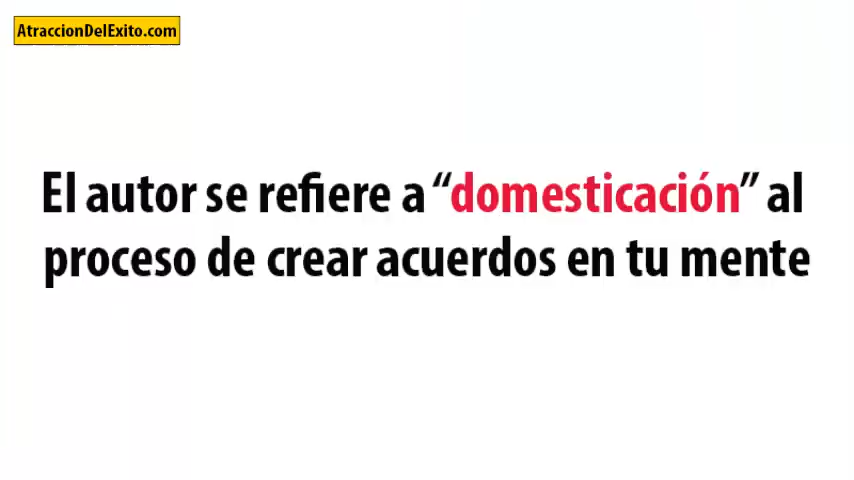 AtraccionDelExito.com
El autor se refiere a “domesticación” al
proceso de crear acuerdos en tu mente